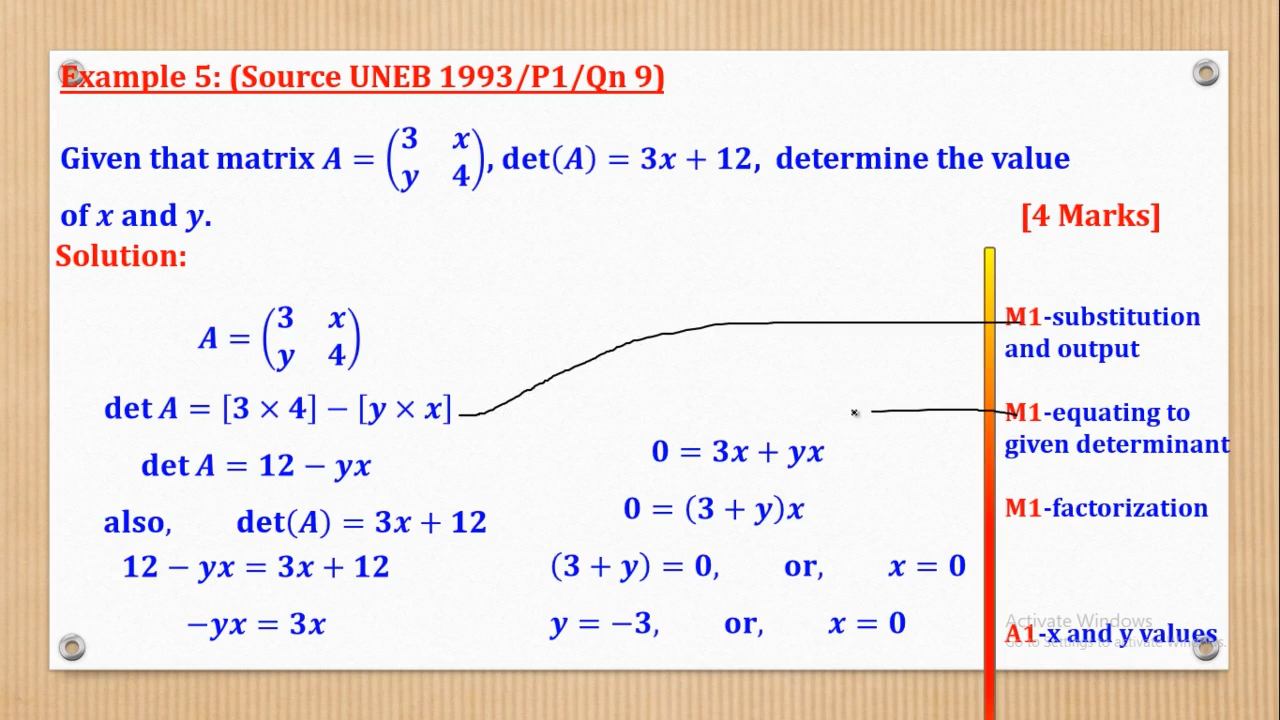 Example 5: (Source UNEB 1993/P1/Qn 9)
Given that matrix A = (3 x
y 4), det(A) = 3x + 12, determine the value
of x and y. [4 Marks]
Solution:
A = (3 x
y 4)
det A = [3 × 4] − [y × x]
det A = 12 − yx
also, det(A) = 3x + 12
12 − yx = 3x + 12
−yx = 3x
0 = 3x + yx
0 = (3 + y)x
(3 + y) = 0, or, x = 0
y = −3, or, x = 0
M1-substitution
and output
M1-equating to
given determinant
M1-factorization
A1-x and y values
Activate Windows
Go to Settings to activate Windows.